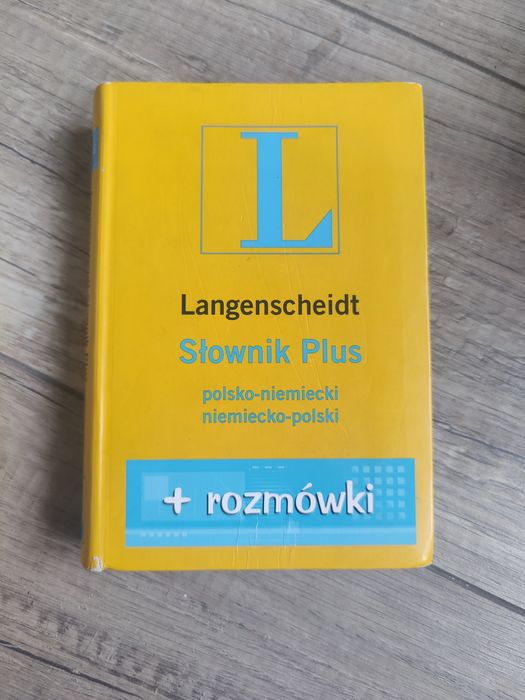 L
Langenscheidt
Słownik Plus
polsko-niemiecki
niemiecko-polski
+ rozmówki